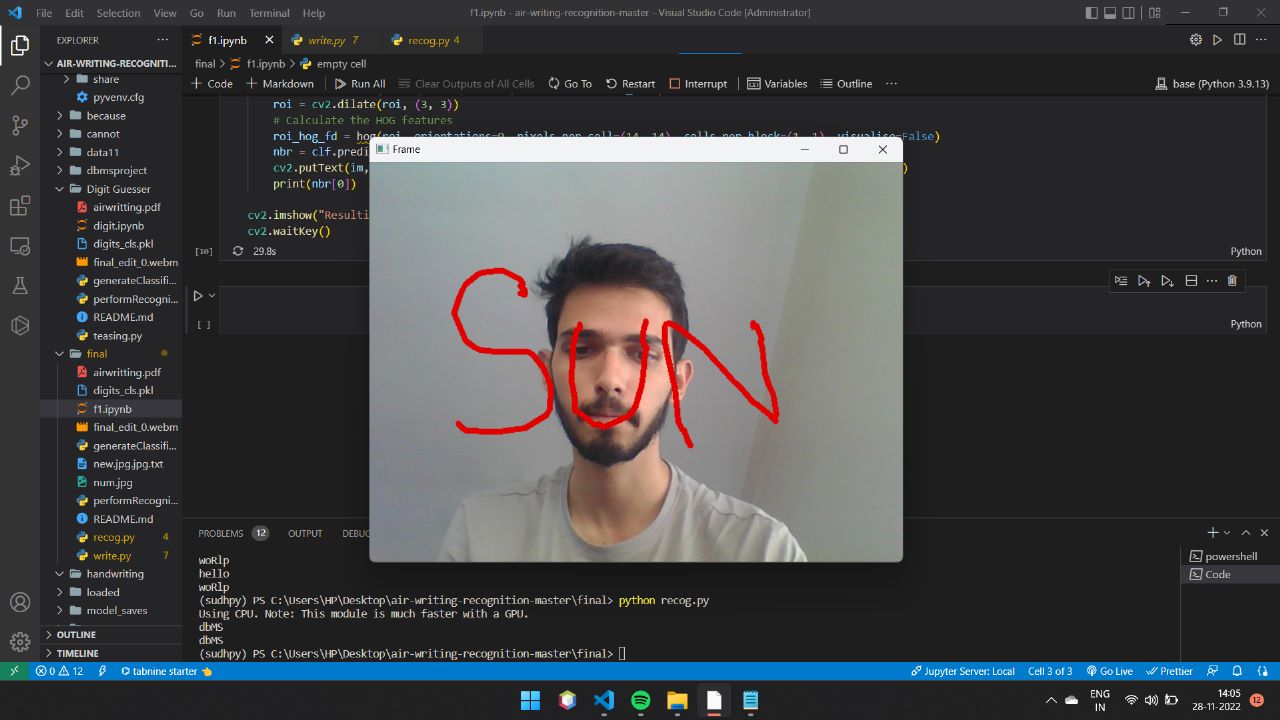 File Edit Selection View Go Run Terminal Help
f1.ipynb - air-writing-recognition-master - Visual Studio Code [Administrator]
EXPLORER
AIR-WRITING-RECOGNITI...
share
pyvenv.cfg
because
cannot
data11
dbmsproject
Digit Guesser
airwritting.pdf
digit.ipynb
digits_cls.pkl
final_edit_0.webm
generateClassifi...
performRecogni...
README.md
teasing.py
final
airwritting.pdf
digits_cls.pkl
f1.ipynb
final_edit_0.webm
generateClassifi...
new.jpg.jpg.txt
num.jpg
performRecogni...
README.md
recog.py 4
write.py 7
handwriting
loaded
model_saves
OUTLINE
TIMELINE
f1.ipynb
write.py 7
recog.py 4
final > f1.ipynb > empty cell
Code Markdown Run All Clear Outputs of All Cells Go To Restart Interrupt Variables Outline
base (Python 3.9.13)
roi = cv2.dilate(roi, (3, 3))
# Calculate the HOG features
roi_hog_fd = hog(roi, orientations=9, pixels_per_cell=(14, 14), cells_per_block=(1, 1), visualise=False)
nbr = clf.predi
cv2.putText(im,
print(nbr[0])
cv2.imshow("Resulti
cv2.waitKey()
[10] 29.8s
Python
[ ]
Python
Frame
SUN
PROBLEMS 12 OUTPUT DEBUG
woRlp
hello
woRlp
(sudhpy) PS C:\Users\HP\Desktop\air-writing-recognition-master\final> python recog.py
Using CPU. Note: This module is much faster with a GPU.
dbMS
dbMS
(sudhpy) PS C:\Users\HP\Desktop\air-writing-recognition-master\final>
powershell
Code
0 12 tabnine starter
Jupyter Server: Local Cell 3 of 3 Go Live Prettier
ENG
IN
14:05
28-11-2022
12